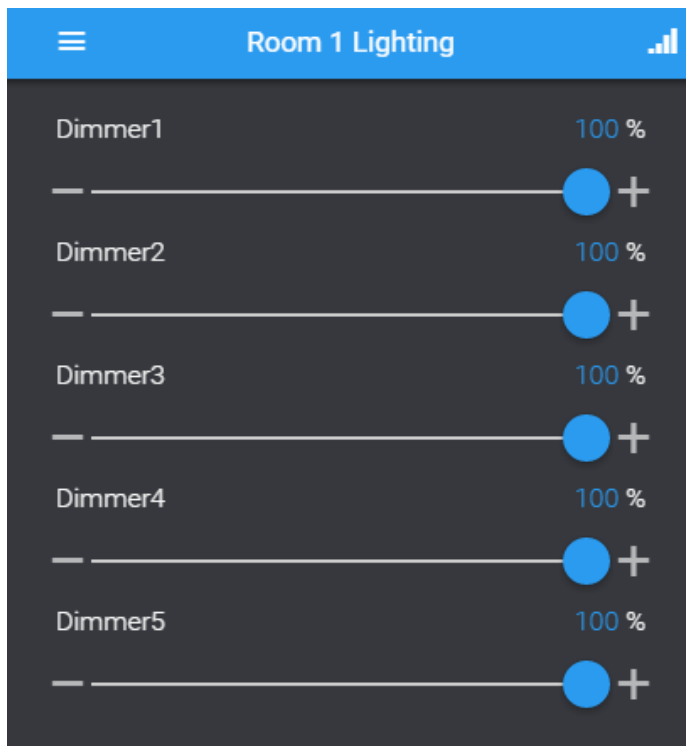 Room 1 Lighting
Dimmer1 100 %
Dimmer2 100 %
Dimmer3 100 %
Dimmer4 100 %
Dimmer5 100 %